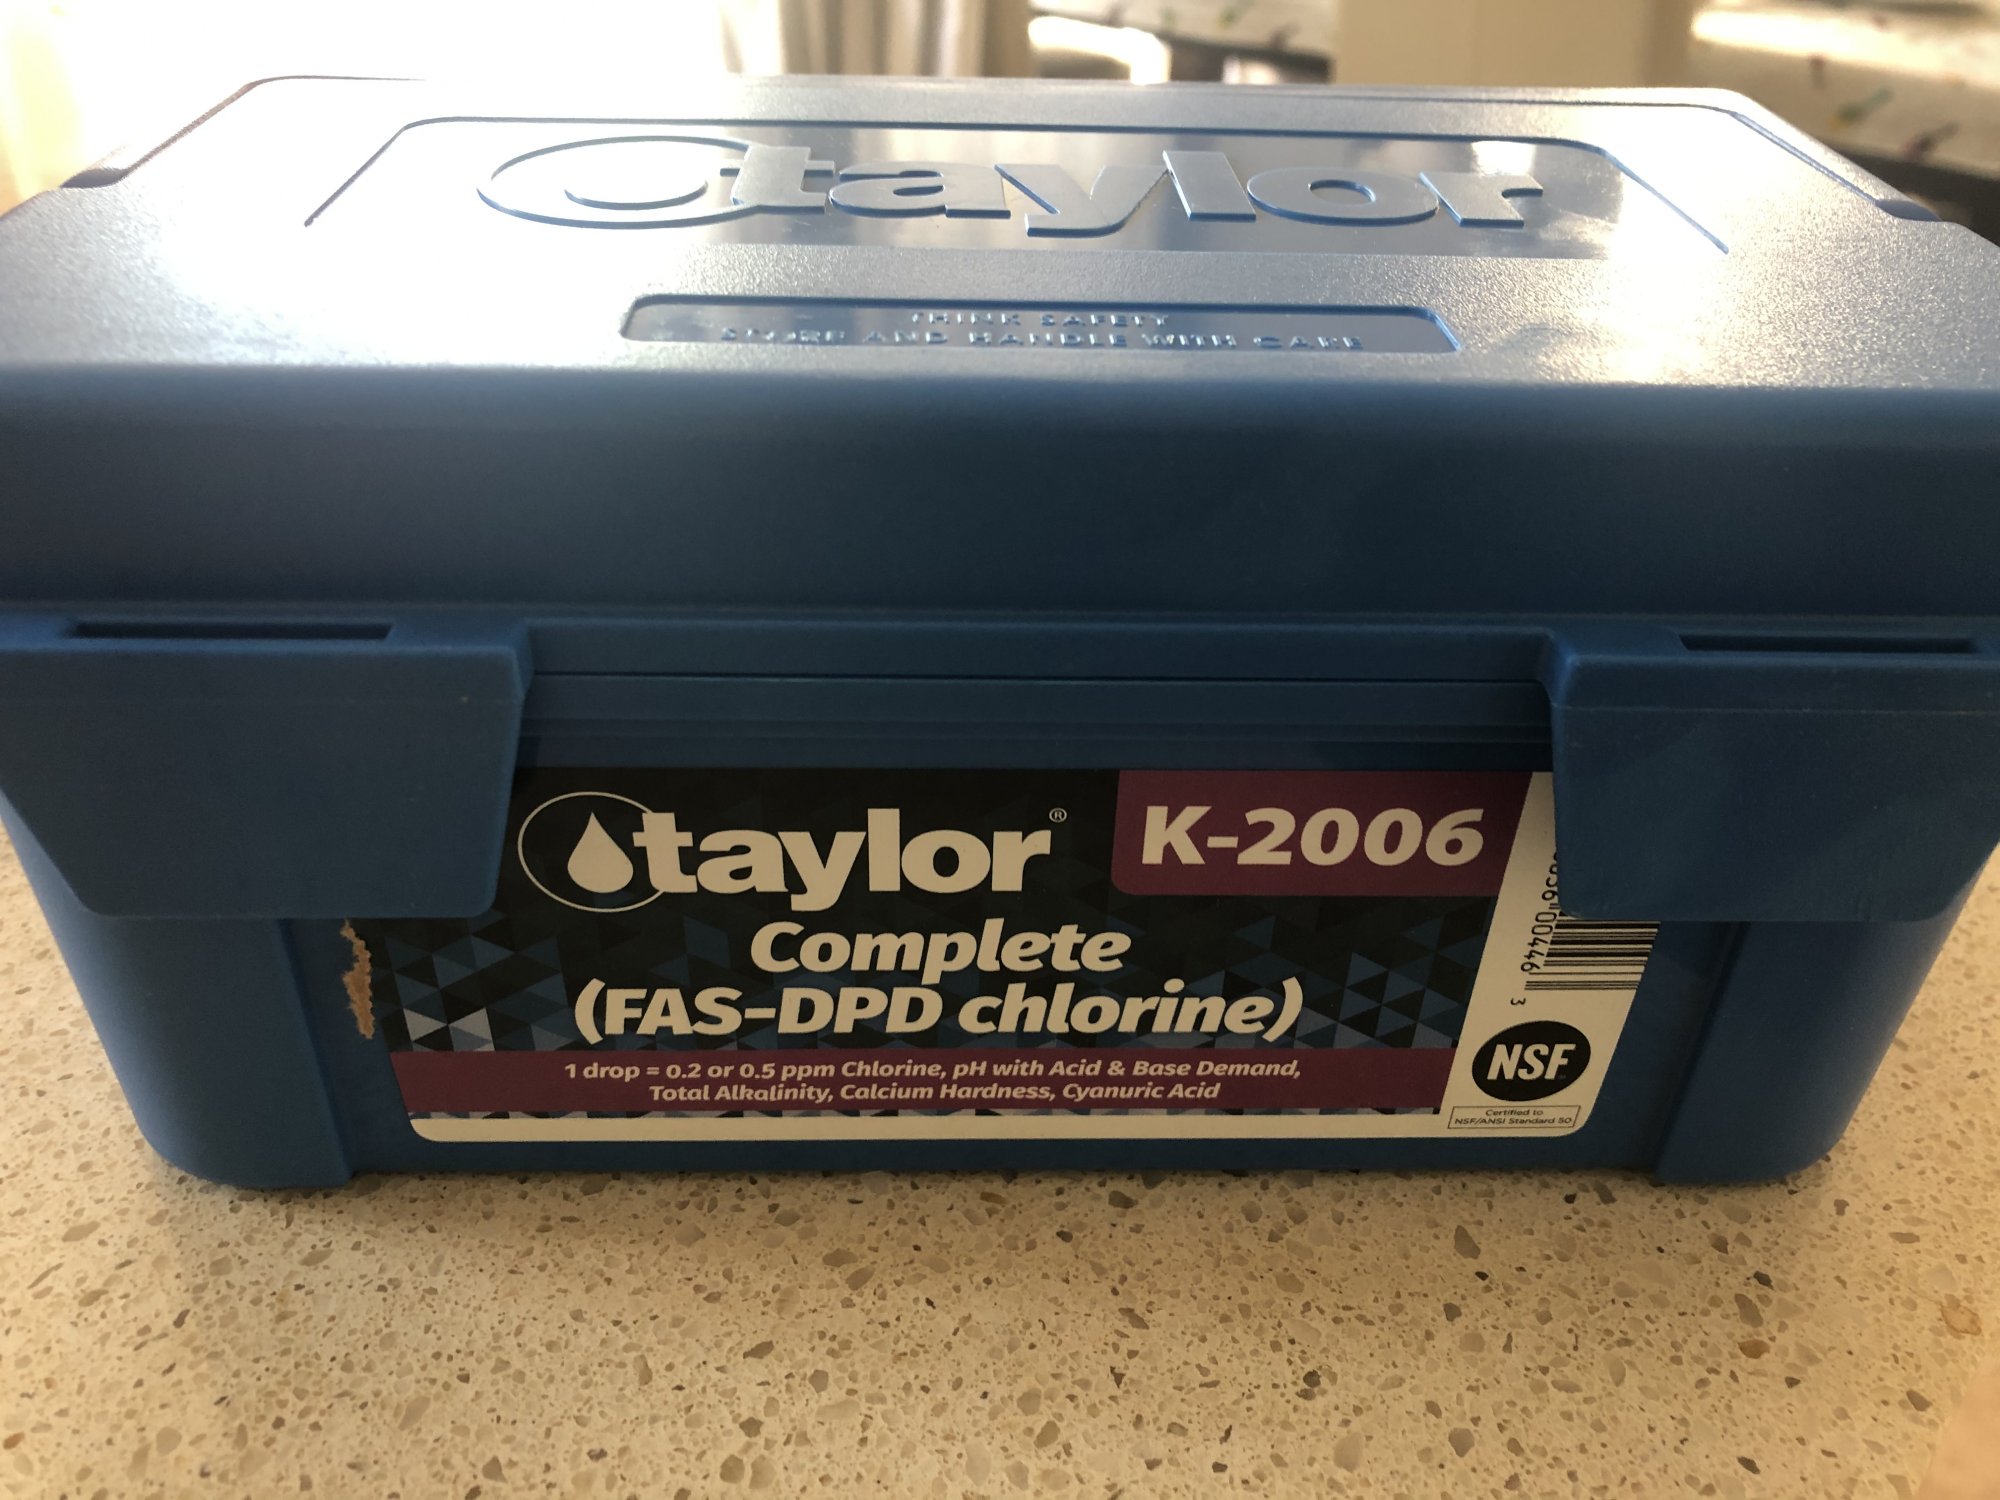 taylor
THINK SAFETY
STORE AND HANDLE WITH CARE
taylor®
K-2006
Complete
(FAS-DPD chlorine)
1 drop = 0.2 or 0.5 ppm Chlorine, pH with Acid & Base Demand,
Total Alkalinity, Calcium Hardness, Cyanuric Acid
00446 3
NSF
Certified to
NSF/ANSI Standard 50